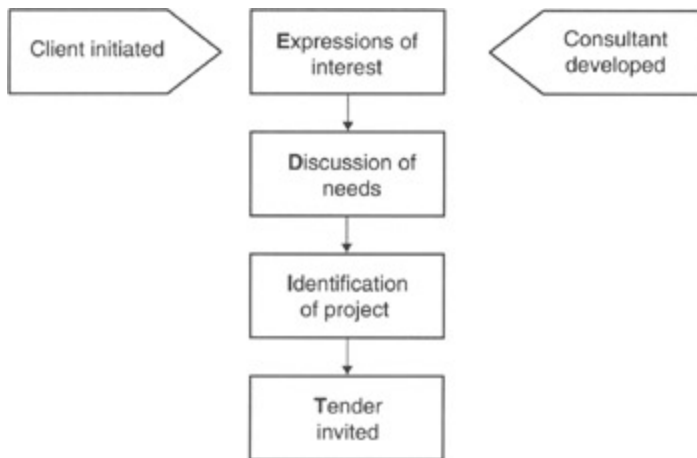 Client initiated
Expressions of
interest
Consultant
developed
Discussion of
needs
Identification
of project
Tender
invited